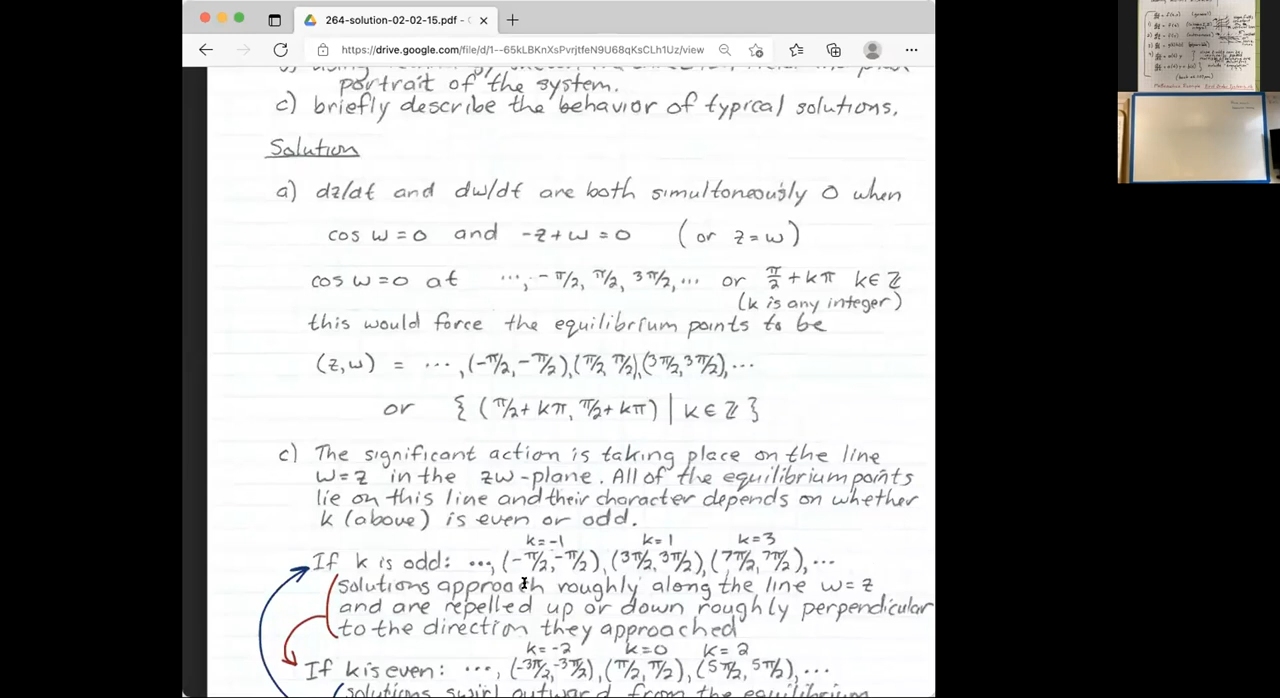 264-solution-02-02-15.pdf - 
https://drive.google.com/file/d/1--65kLBKnXsPvrjtfeN9U68qKsCLh1Uz/view
portrait of the system.
c) briefly describe the behavior of typical solutions.
Solution
a) dz/dt and dw/dt are both simultaneously 0 when
cos w = 0 and -z + w = 0 (or z = w)
cos w = 0 at ..., -π/2, π/2, 3π/2, ... or π/2 + kπ k ∈ ℤ
(k is any integer)
this would force the equilibrium points to be
(z, w) = ..., (-π/2, -π/2), (π/2, π/2), (3π/2, 3π/2), ...
or { (π/2 + kπ, π/2 + kπ) | k ∈ ℤ }
c) The significant action is taking place on the line
w = z in the zw-plane. All of the equilibrium points
lie on this line and their character depends on whether
k (above) is even or odd.
k=-1 k=1 k=3
If k is odd: ..., (-π/2, -π/2), (3π/2, 3π/2), (7π/2, 7π/2), ...
solutions approach roughly along the line w = z
and are repelled up or down roughly perpendicular
to the direction they approached
k=-2 k=0 k=2
If k is even: ..., (-3π/2, -3π/2), (π/2, π/2), (5π/2, 5π/2), ...
solutions swirl outward from the equilibrium